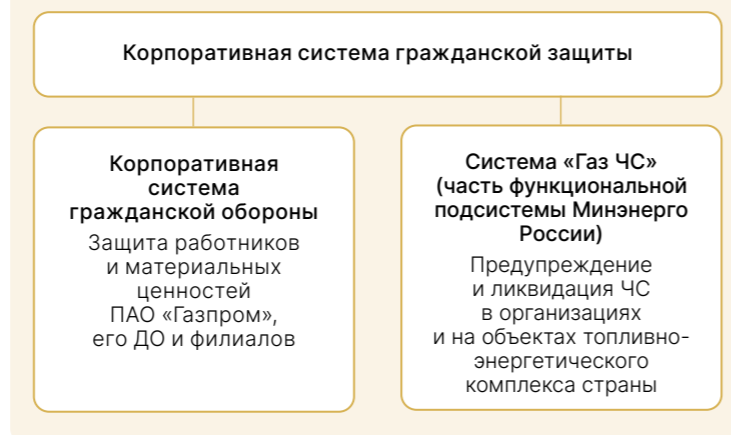 Корпоративная система гражданской защиты
Корпоративная
система
гражданской обороны
Защита работников
и материальных
ценностей
ПАО «Газпром»,
его ДО и филиалов
Система «Газ ЧС»
(часть функциональной
подсистемы Минэнерго
России)
Предупреждение
и ликвидация ЧС
в организациях
и на объектах топливно-
энергетического
комплекса страны